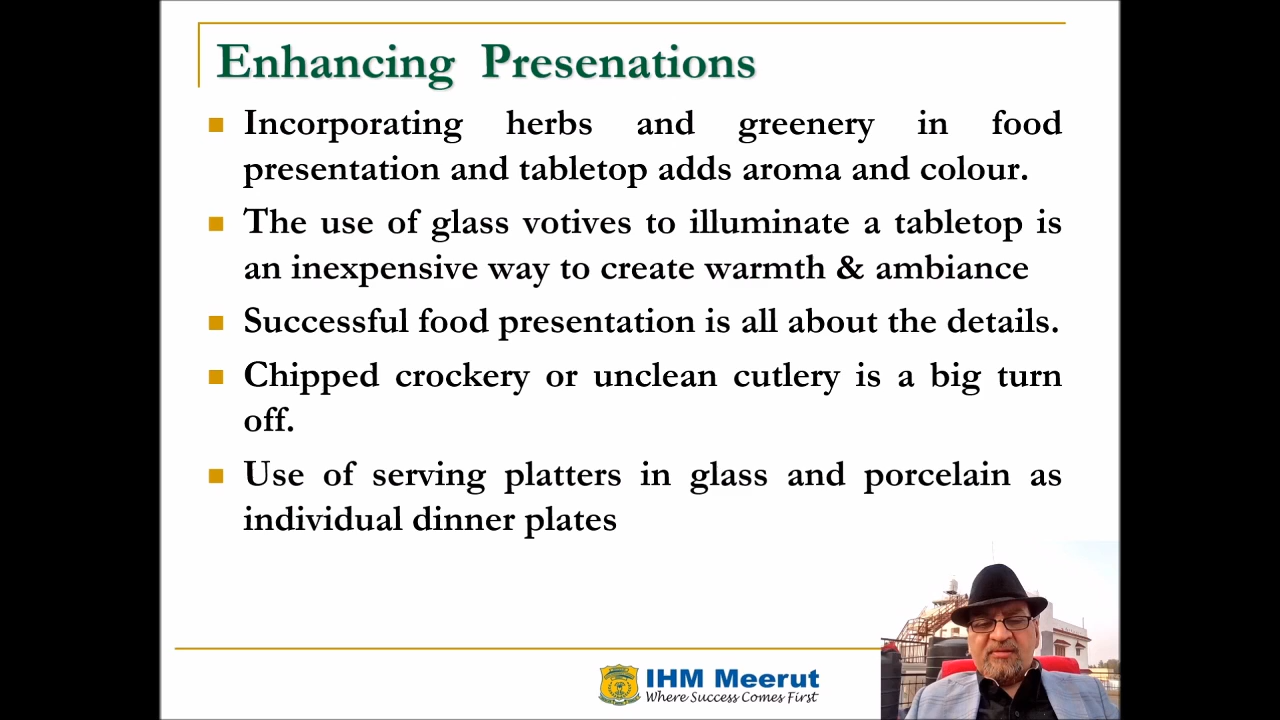 Enhancing Presenations
Incorporating herbs and greenery in food
presentation and tabletop adds aroma and colour.
The use of glass votives to illuminate a tabletop is
an inexpensive way to create warmth & ambiance
Successful food presentation is all about the details.
Chipped crockery or unclean cutlery is a big turn
off.
Use of serving platters in glass and porcelain as
individual dinner plates
IHM Meerut
Where Success Comes First